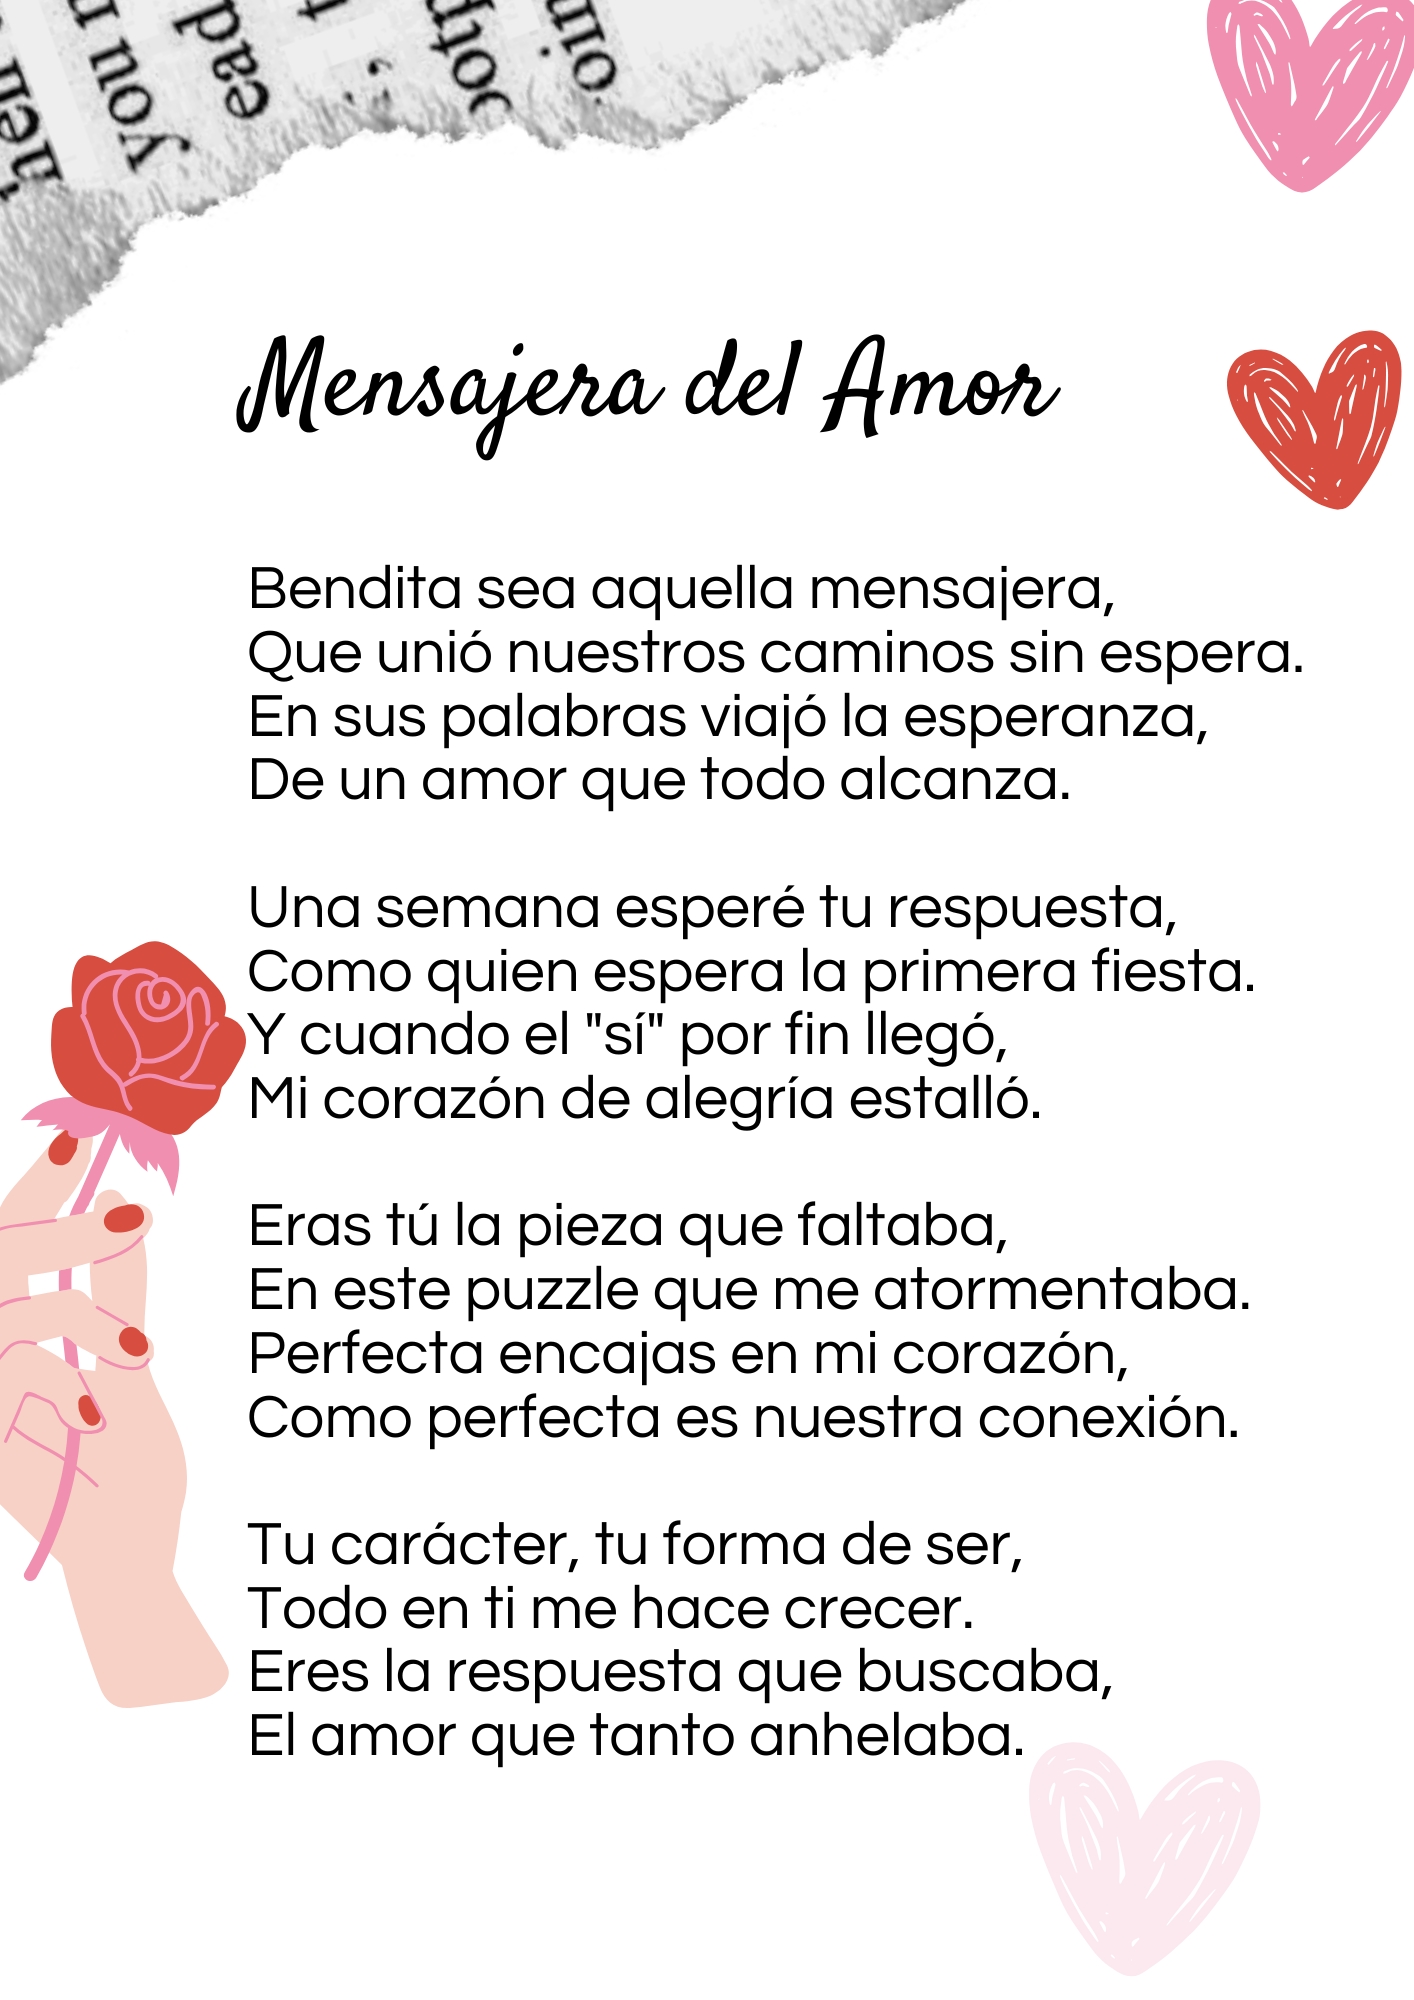 Mensajera del Amor
Bendita sea aquella mensajera,
Que unió nuestros caminos sin espera.
En sus palabras viajó la esperanza,
De un amor que todo alcanza.
Una semana esperé tu respuesta,
Como quien espera la primera fiesta.
Y cuando el "sí" por fin llegó,
Mi corazón de alegría estalló.
Eras tú la pieza que faltaba,
En este puzzle que me atormentaba.
Perfecta encajas en mi corazón,
Como perfecta es nuestra conexión.
Tu carácter, tu forma de ser,
Todo en ti me hace crecer.
Eres la respuesta que buscaba,
El amor que tanto anhelaba.